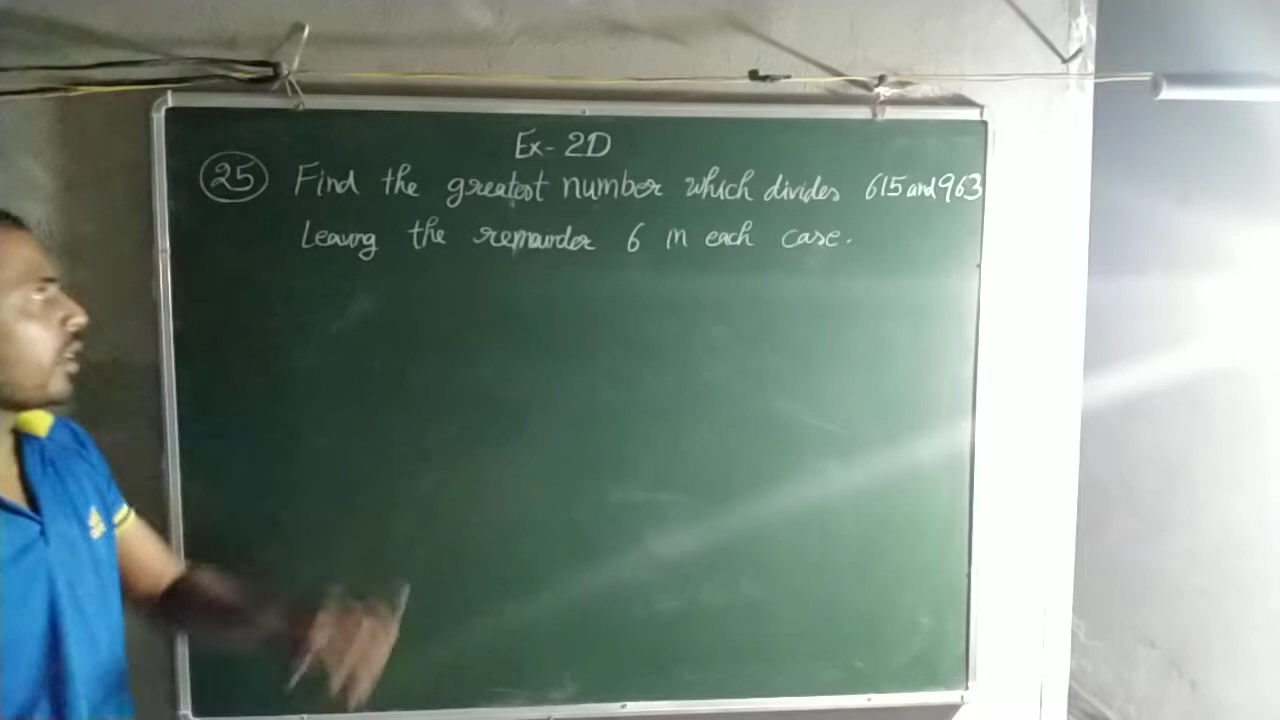 Ex- 2D
25 Find the greatest number which divides 615 and 963
Leaving the remainder 6 in each case.